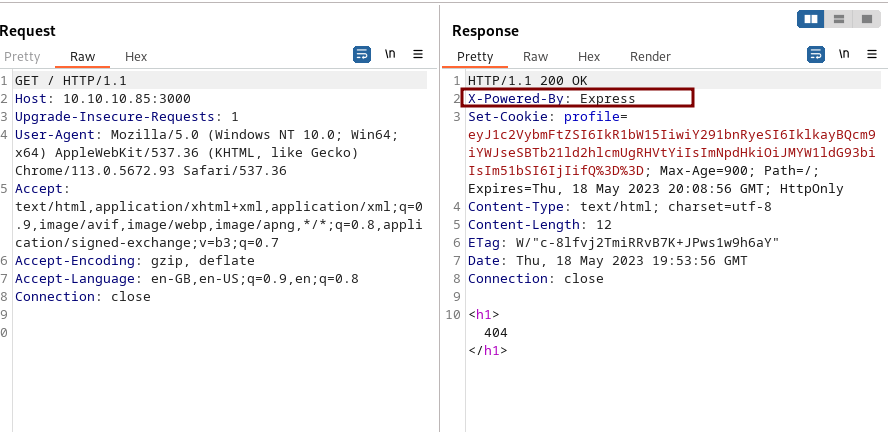 Request
Pretty Raw Hex
\n
1 GET / HTTP/1.1
2 Host: 10.10.10.85:3000
3 Upgrade-Insecure-Requests: 1
4 User-Agent: Mozilla/5.0 (Windows NT 10.0; Win64;
x64) AppleWebKit/537.36 (KHTML, like Gecko)
Chrome/113.0.5672.93 Safari/537.36
5 Accept:
text/html,application/xhtml+xml,application/xml;q=0
.9,image/avif,image/webp,image/apng,*/*;q=0.8,appli
cation/signed-exchange;v=b3;q=0.7
6 Accept-Encoding: gzip, deflate
7 Accept-Language: en-GB,en-US;q=0.9,en;q=0.8
8 Connection: close
9
0
Response
Pretty Raw Hex Render
\n
1 HTTP/1.1 200 OK
2 X-Powered-By: Express
3 Set-Cookie: profile=
eyJ1c2VybmFtZSI6IkR1bW15IiwiY291bnRyeSI6IklkayBQcm9
iYWJseSBTb21ld2hlcmUgRHVtYiIsImNpdHkiOiJMYW1ldG93bi
IsIm51bSI6IjIifQ%3D%3D; Max-Age=900; Path=/;
Expires=Thu, 18 May 2023 20:08:56 GMT; HttpOnly
4 Content-Type: text/html; charset=utf-8
5 Content-Length: 12
6 ETag: W/"c-8lfvj2TmiRRvB7K+JPws1w9h6aY"
7 Date: Thu, 18 May 2023 19:53:56 GMT
8 Connection: close
9
10 <h1>
404
</h1>